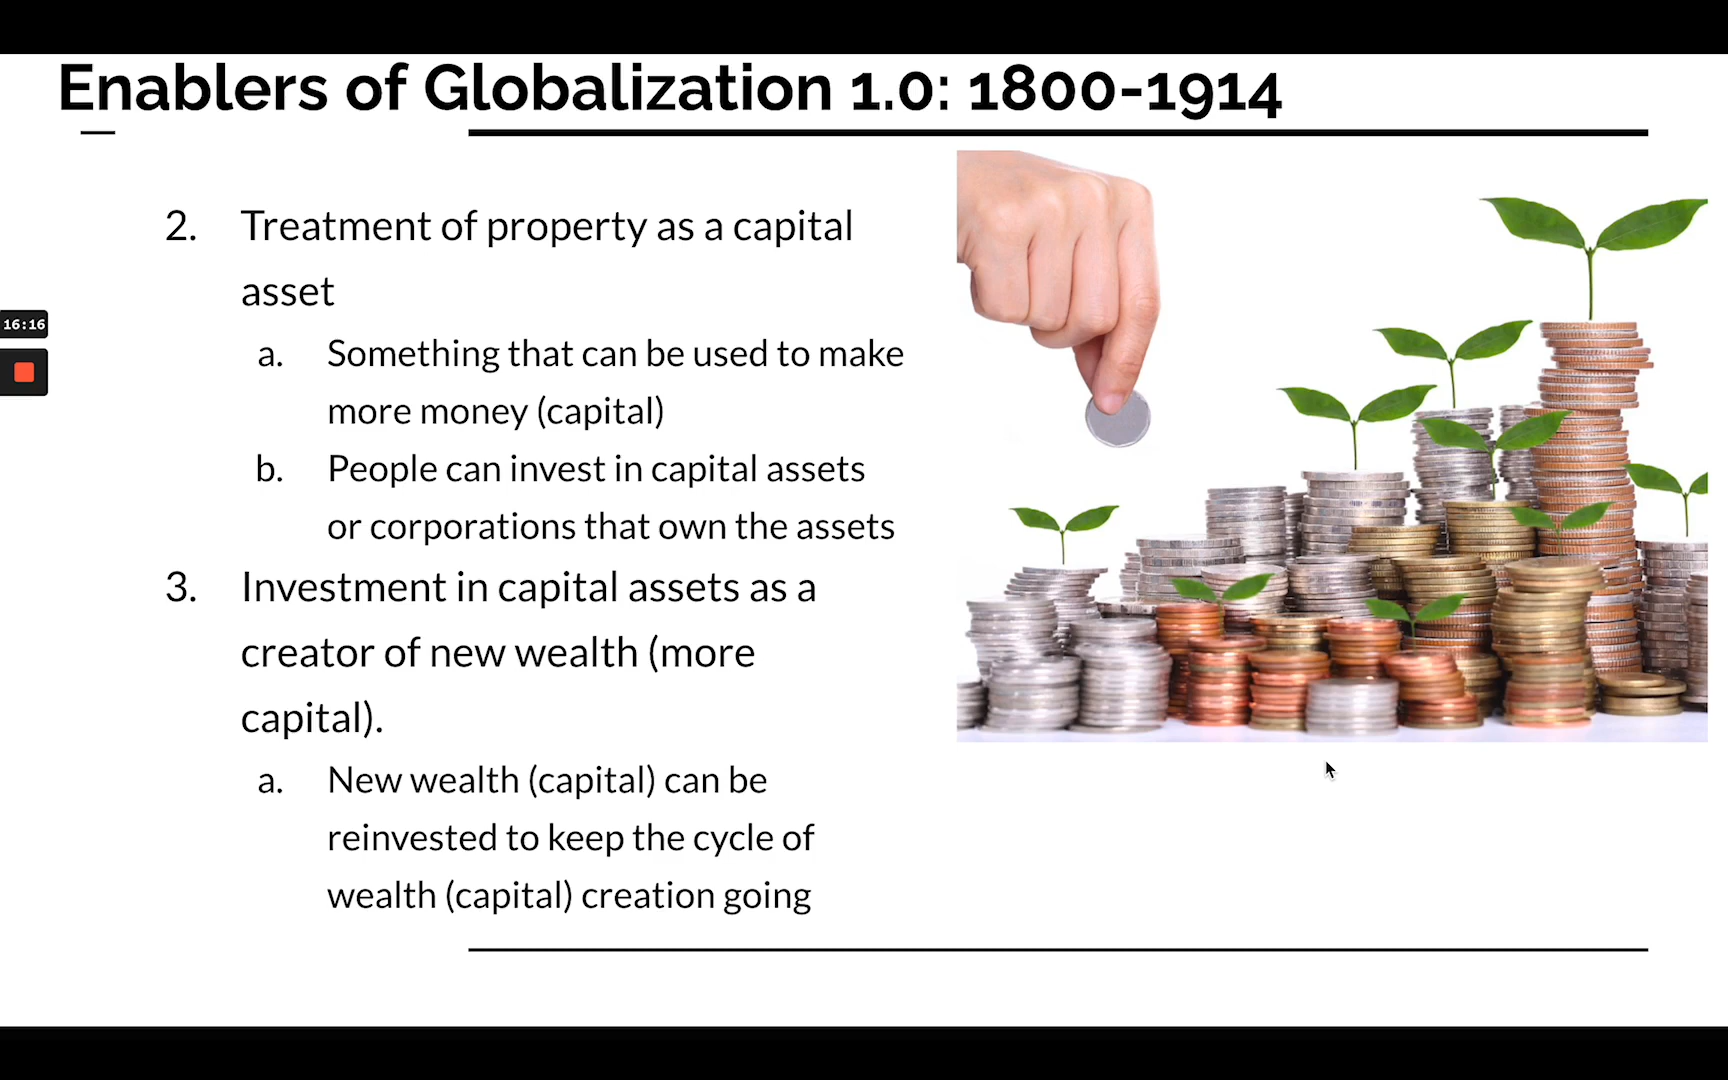 Enablers of Globalization 1.0: 1800-1914
2. Treatment of property as a capital
asset
a. Something that can be used to make
more money (capital)
b. People can invest in capital assets
or corporations that own the assets
3. Investment in capital assets as a
creator of new wealth (more
capital).
a. New wealth (capital) can be
reinvested to keep the cycle of
wealth (capital) creation going
16:16